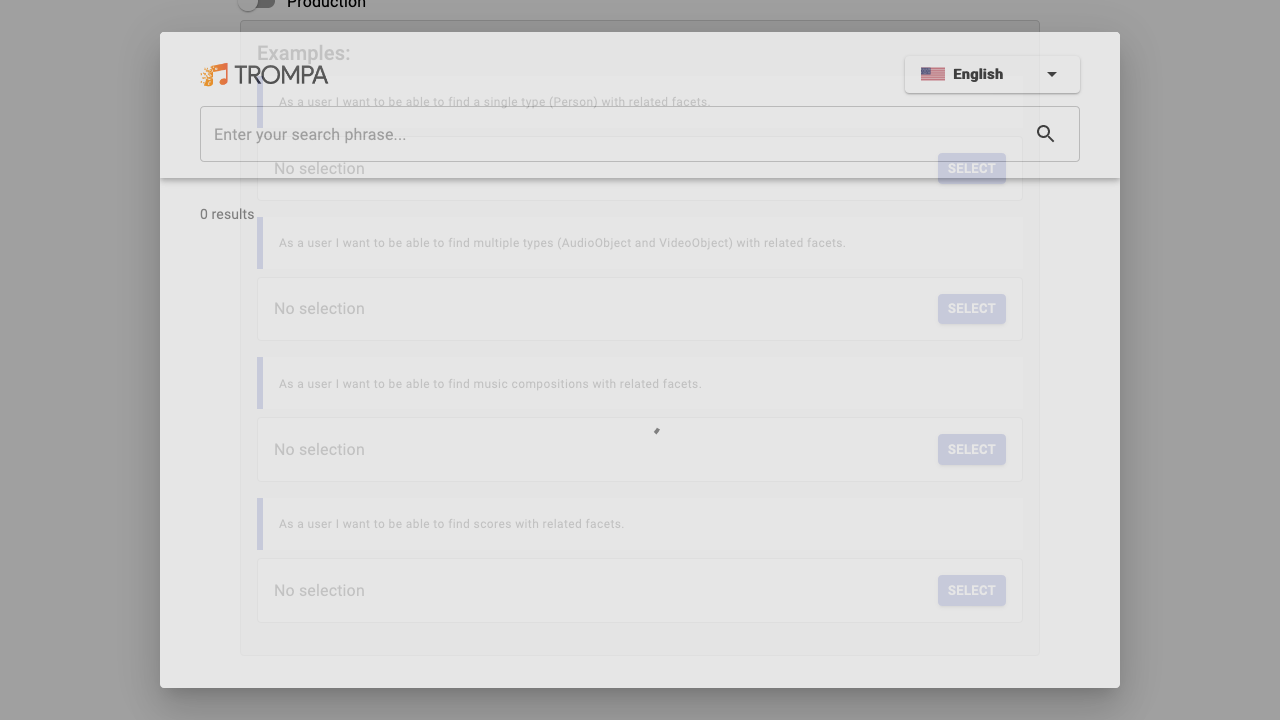 Production
Examples:
TROMPA
English
As a user I want to be able to find a single type (Person) with related facets.
Enter your search phrase...
No selection
SELECT
0 results
As a user I want to be able to find multiple types (AudioObject and VideoObject) with related facets.
No selection
SELECT
As a user I want to be able to find music compositions with related facets.
No selection
SELECT
As a user I want to be able to find scores with related facets.
No selection
SELECT